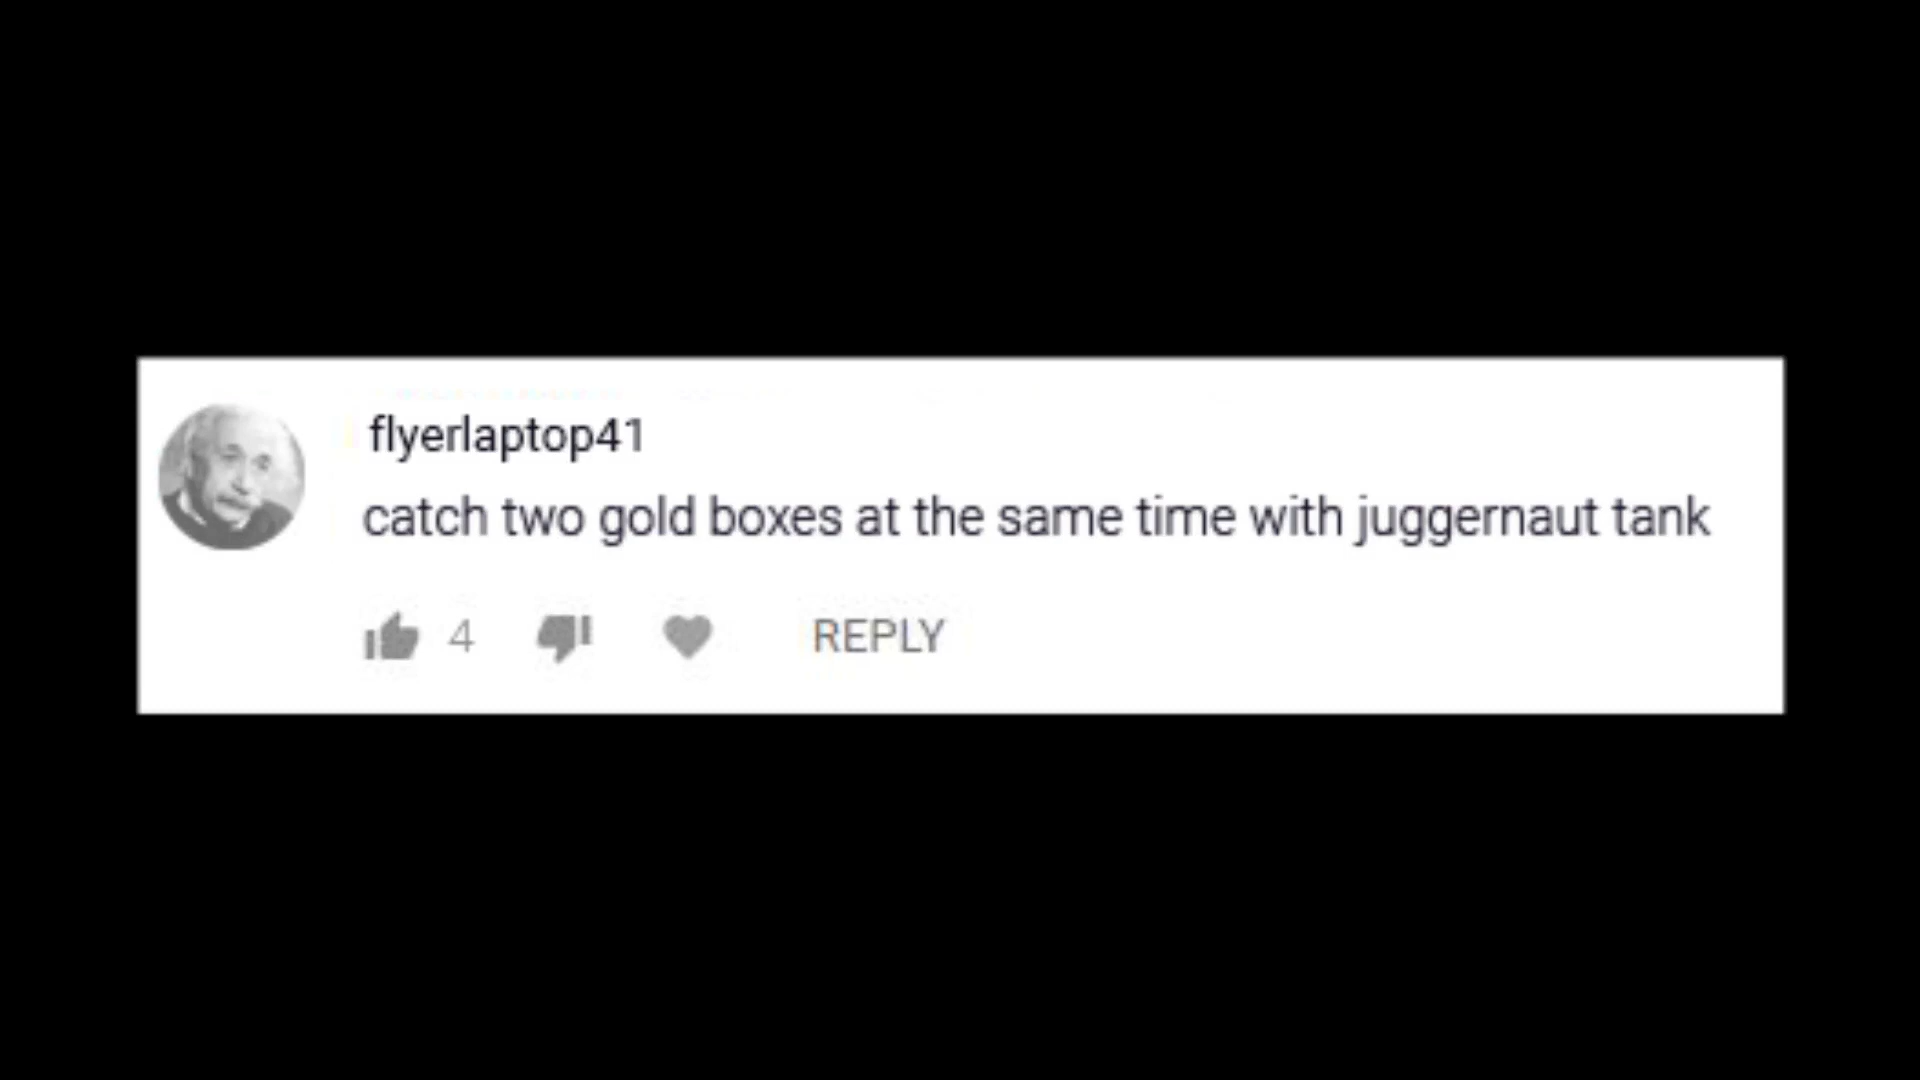 flyerlaptop41
catch two gold boxes at the same time with juggernaut tank
4 REPLY